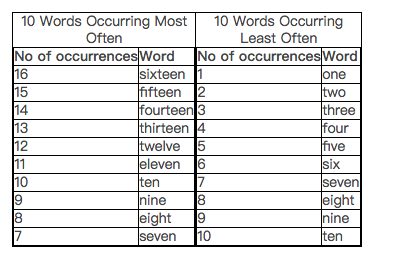 10 Words Occurring Most Often 10 Words Occurring Least Often
No of occurrences Word No of occurrences Word
16 sixteen 1 one
15 fifteen 2 two
14 fourteen 3 three
13 thirteen 4 four
12 twelve 5 five
11 eleven 6 six
10 ten 7 seven
9 nine 8 eight
8 eight 9 nine
7 seven 10 ten